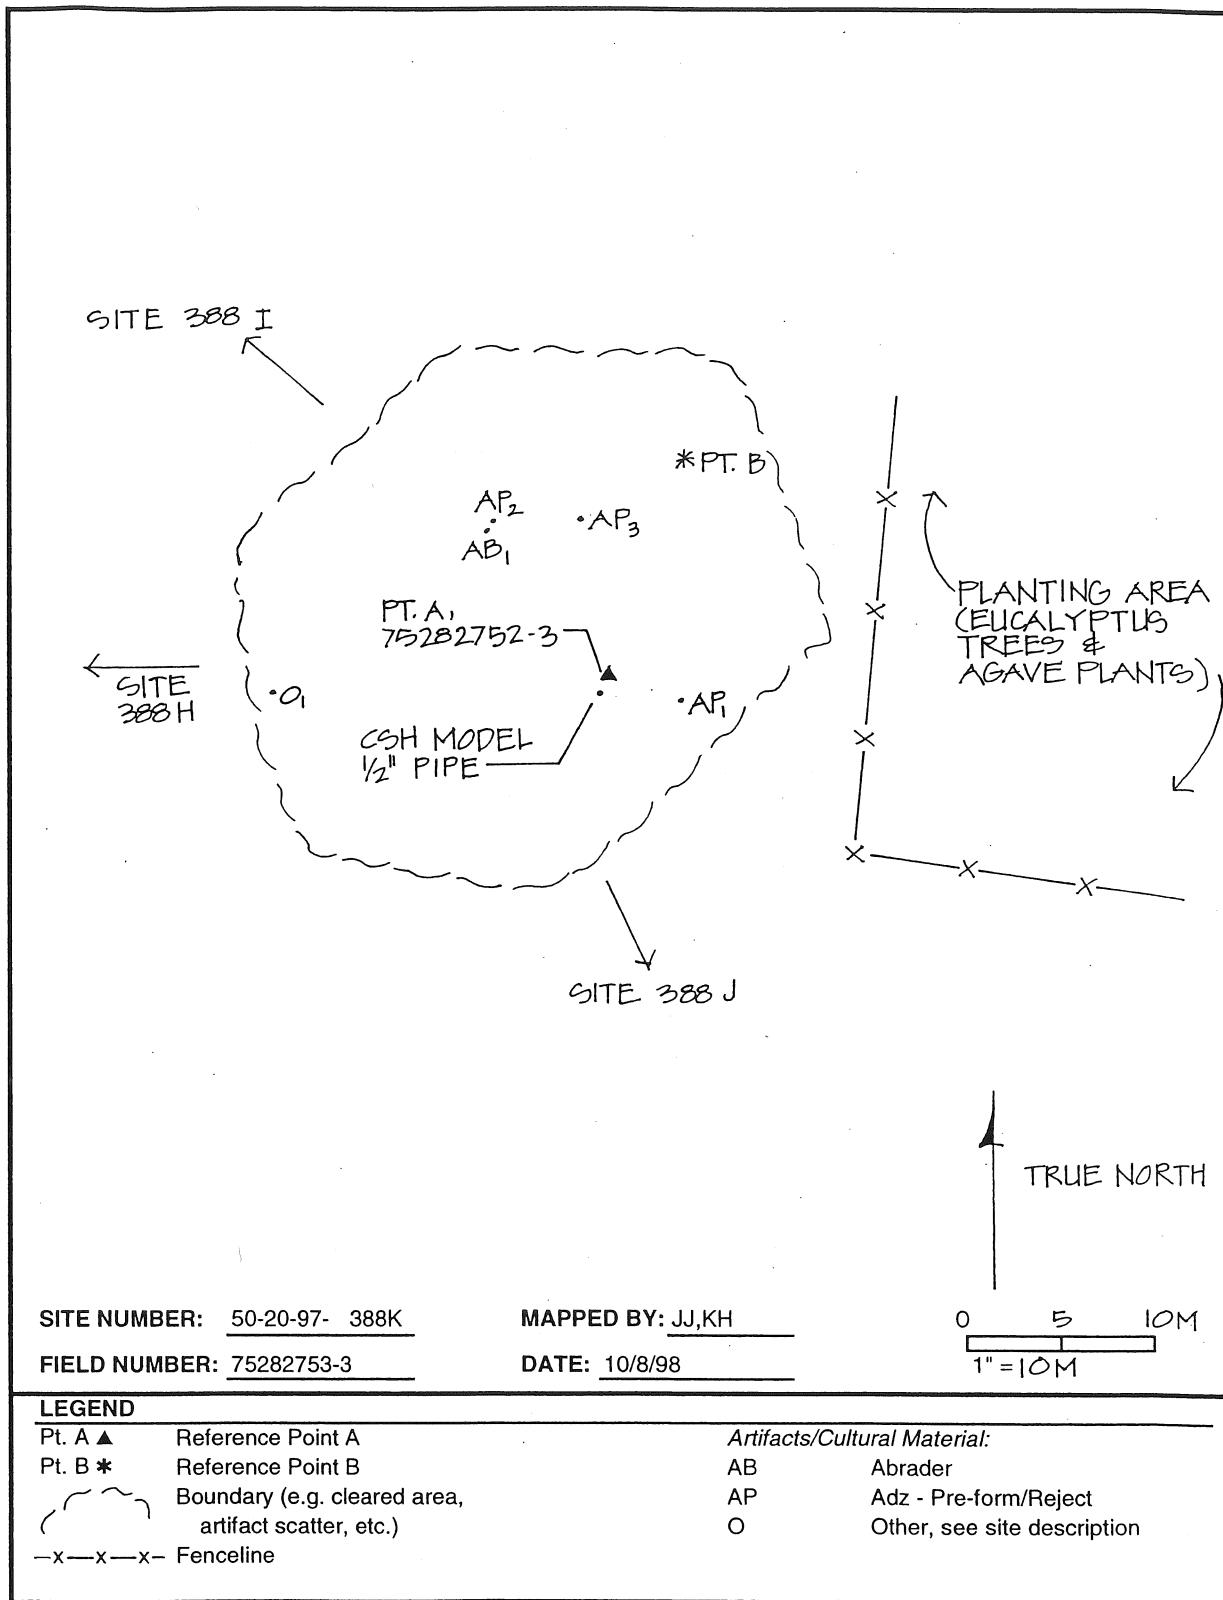 SITE 388 I
*PT. B
AP2
AP3
AB1
PT. A,
75282752-3
PLANTING AREA
(EUCALYPTUS
TREES &
AGAVE PLANTS)
SITE
388 H
O1
AP1
CSH MODEL
1/2" PIPE
SITE 388 J
TRUE NORTH
SITE NUMBER: 50-20-97- 388K
MAPPED BY: JJ,KH
0 5 10M
FIELD NUMBER: 75282753-3
DATE: 10/8/98
1" = 10M
LEGEND
Pt. A ▲ Reference Point A
Pt. B * Reference Point B
Boundary (e.g. cleared area,
artifact scatter, etc.)
—x—x—x— Fenceline
Artifacts/Cultural Material:
AB Abrader
AP Adz - Pre-form/Reject
O Other, see site description